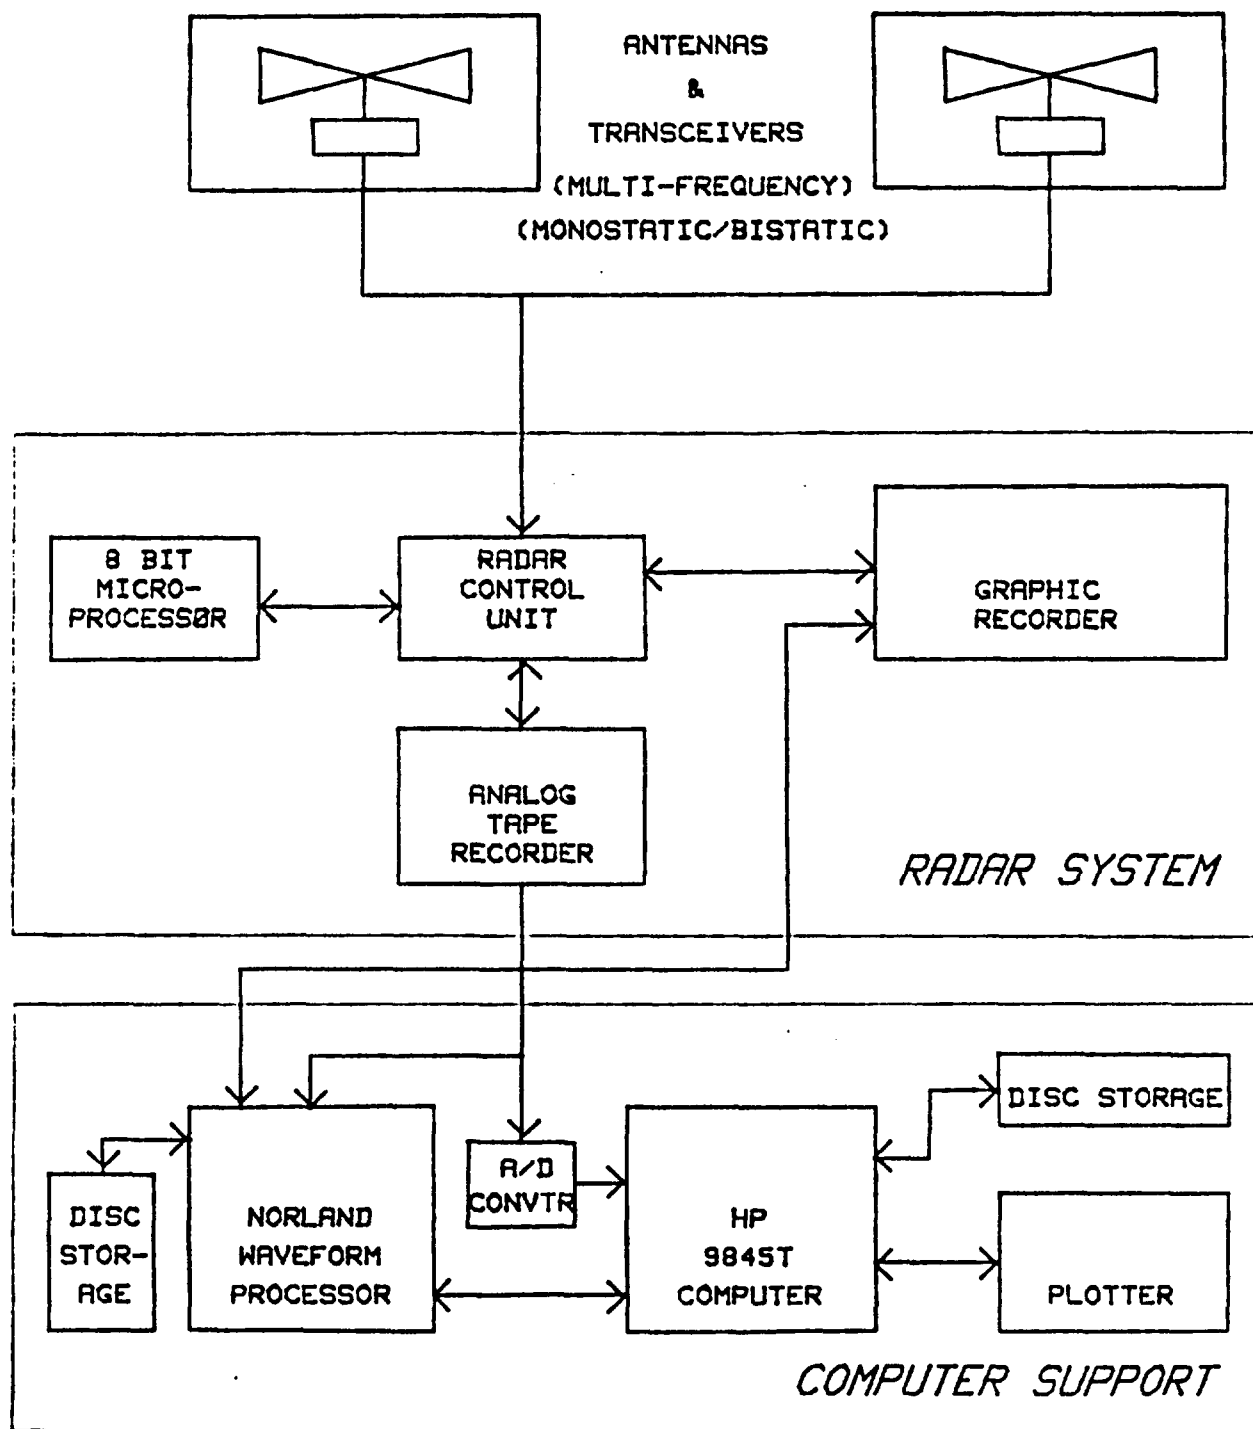 ANTENNAS
&
TRANSCEIVERS
(MULTI-FREQUENCY)
(MONOSTATIC/BISTATIC)
8 BIT
MICRO-
PROCESSOR
RADAR
CONTROL
UNIT
GRAPHIC
RECORDER
ANALOG
TAPE
RECORDER
RADAR SYSTEM
DISC STORAGE
A/D
CONVTR
DISC
STOR-
AGE
NORLAND
WAVEFORM
PROCESSOR
HP
9845T
COMPUTER
PLOTTER
COMPUTER SUPPORT